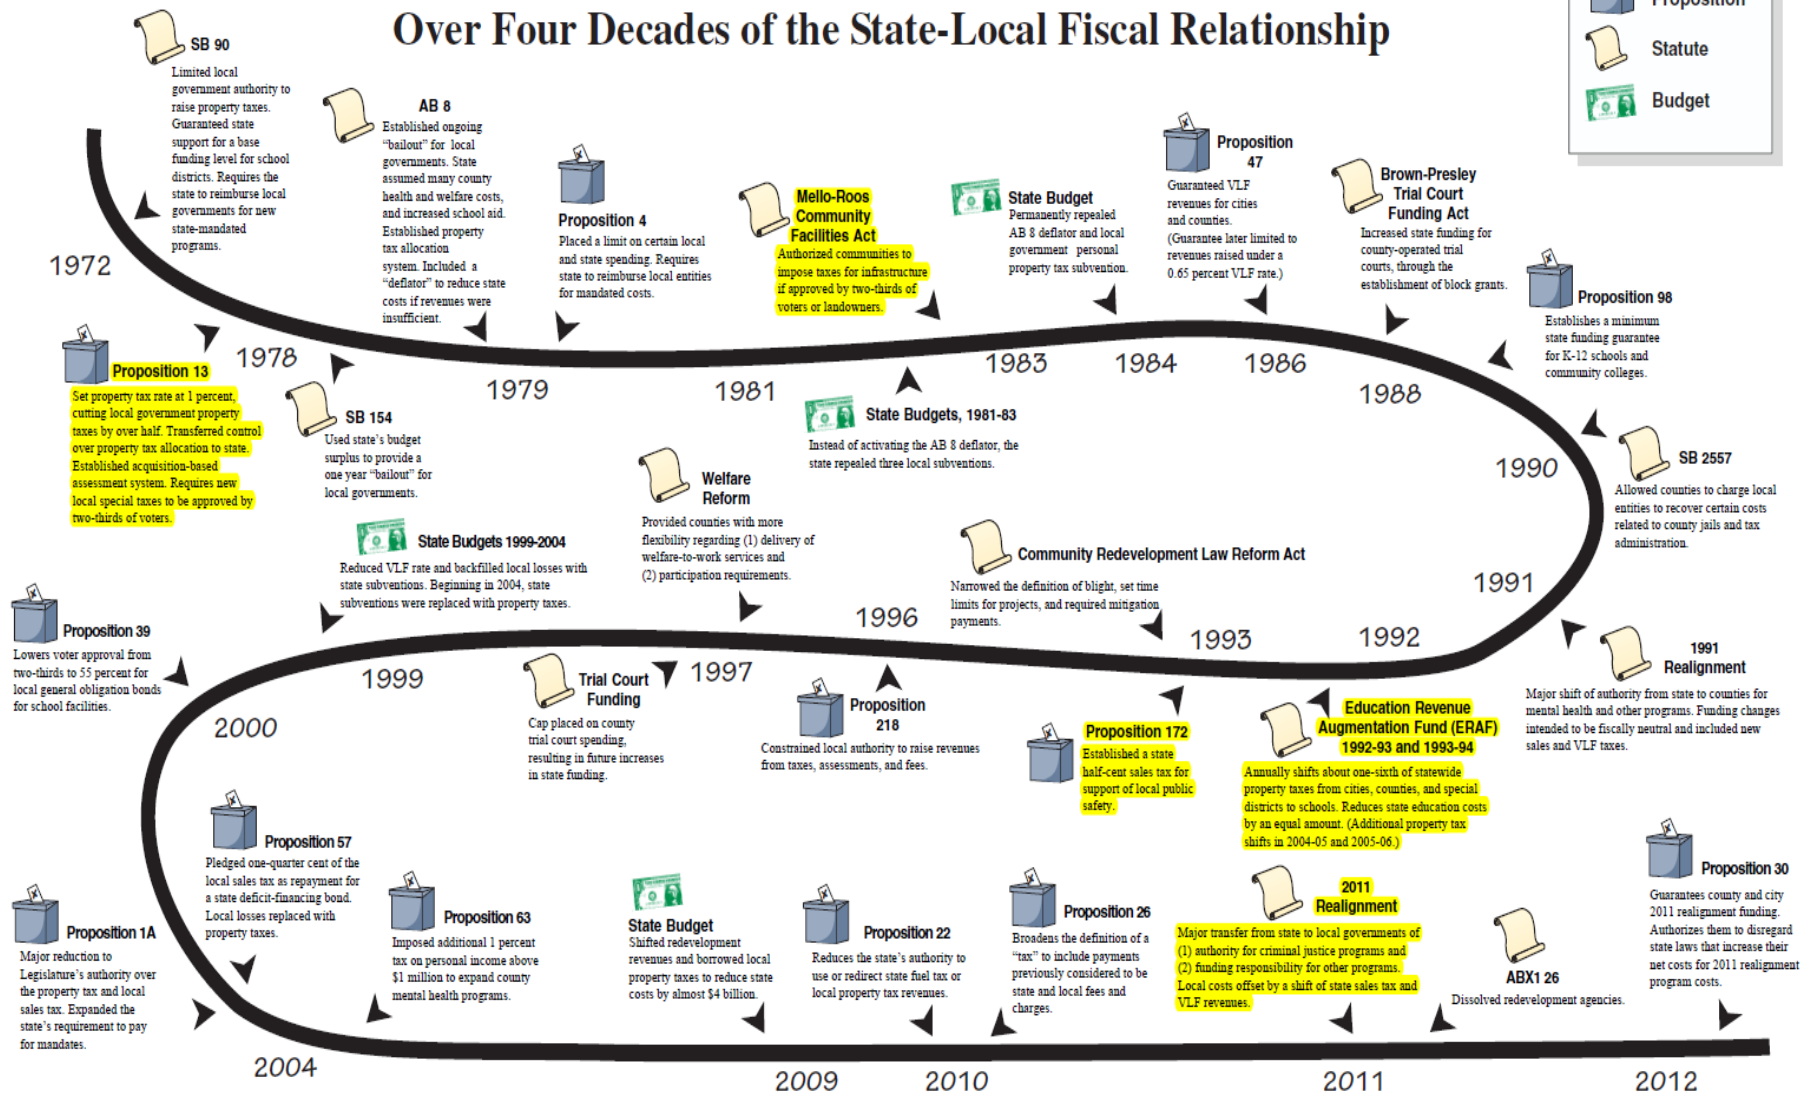 Over Four Decades of the State-Local Fiscal Relationship
Proposition
Statute
Budget
SB 90
Limited local
government authority to
raise property taxes.
Guaranteed state
support for a base
funding level for school
districts. Requires the
state to reimburse local
governments for new
state-mandated
programs.
1972
Proposition 13
Set property tax rate at 1 percent,
cutting local government property
taxes by over half. Transferred control
over property tax allocation to state.
Established acquisition-based
assessment system. Requires new
local special taxes to be approved by
two-thirds of voters.
1978
SB 154
Used state's budget
surplus to provide a
one year “bailout” for
local governments.
AB 8
Established ongoing
“bailout” for local
governments. State
assumed many county
health and welfare costs,
and increased school aid.
Established property
tax allocation
system. Included a
“deflator” to reduce state
costs if revenues were
insufficient.
1979
Proposition 4
Placed a limit on certain local
and state spending. Requires
state to reimburse local entities
for mandated costs.
1981
Mello-Roos
Community
Facilities Act
Authorized communities to
impose taxes for infrastructure
if approved by two-thirds of
voters or landowners.
State Budgets, 1981-83
Instead of activating the AB 8 deflator, the
state repealed three local subventions.
1983
State Budget
Permanently repealed
AB 8 deflator and local
government personal
property tax subvention.
1984
Proposition
47
Guaranteed VLF
revenues for cities
and counties.
(Guarantee later limited to
revenues raised under a
0.65 percent VLF rate.)
1986
Brown-Presley
Trial Court
Funding Act
Increased state funding for
county-operated trial
courts, through the
establishment of block grants.
1988
Proposition 98
Establishes a minimum
state funding guarantee
for K-12 schools and
community colleges.
1990
SB 2557
Allowed counties to charge local
entities to recover certain costs
related to county jails and tax
administration.
1991
1991
Realignment
Major shift of authority from state to counties for
mental health and other programs. Funding changes
intended to be fiscally neutral and included new
sales and VLF taxes.
1992
Education Revenue
Augmentation Fund (ERAF)
1992-93 and 1993-94
Annually shifts about one-sixth of statewide
property taxes from cities, counties, and special
districts to schools. Reduces state education costs
by an equal amount. (Additional property tax
shifts in 2004-05 and 2005-06.)
1993
Community Redevelopment Law Reform Act
Narrowed the definition of blight, set time
limits for projects, and required mitigation
payments.
Proposition 172
Established a state
half-cent sales tax for
support of local public
safety.
1996
Proposition
218
Constrained local authority to raise revenues
from taxes, assessments, and fees.
1997
Welfare
Reform
Provided counties with more
flexibility regarding (1) delivery of
welfare-to-work services and
(2) participation requirements.
Trial Court
Funding
Cap placed on county
trial court spending,
resulting in future increases
in state funding.
1999
State Budgets 1999-2004
Reduced VLF rate and backfilled local losses with
state subventions. Beginning in 2004, state
subventions were replaced with property taxes.
2000
Proposition 39
Lowers voter approval from
two-thirds to 55 percent for
local general obligation bonds
for school facilities.
Proposition 57
Pledged one-quarter cent of the
local sales tax as repayment for
a state deficit-financing bond.
Local losses replaced with
property taxes.
Proposition 1A
Major reduction to
Legislature's authority over
the property tax and local
sales tax. Expanded the
state's requirement to pay
for mandates.
2004
Proposition 63
Imposed additional 1 percent
tax on personal income above
$1 million to expand county
mental health programs.
State Budget
Shifted redevelopment
revenues and borrowed local
property taxes to reduce state
costs by almost $4 billion.
2009
Proposition 22
Reduces the state's authority to
use or redirect state fuel tax or
local property tax revenues.
2010
Proposition 26
Broadens the definition of a
“tax” to include payments
previously considered to be
state and local fees and
charges.
2011
Realignment
Major transfer from state to local governments of
(1) authority for criminal justice programs and
(2) funding responsibility for other programs.
Local costs offset by a shift of state sales tax and
VLF revenues.
2011
ABX1 26
Dissolved redevelopment agencies.
Proposition 30
Guarantees county and city
2011 realignment funding.
Authorizes them to disregard
state laws that increase their
net costs for 2011 realignment
program costs.
2012